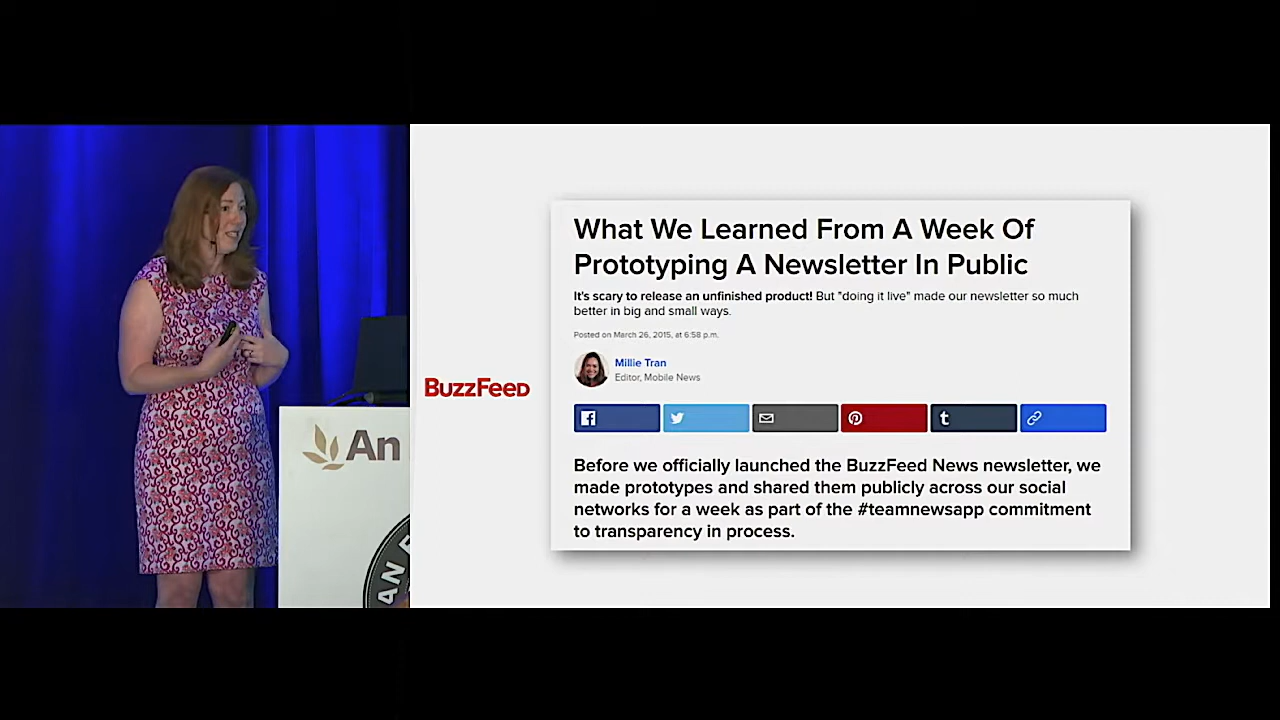 What We Learned From A Week Of
Prototyping A Newsletter In Public
It's scary to release an unfinished product! But "doing it live" made our newsletter so much
better in big and small ways.
Posted on March 26, 2015, at 6:58 p.m.
Millie Tran
Editor, Mobile News
BuzzFeed
Before we officially launched the BuzzFeed News newsletter, we
made prototypes and shared them publicly across our social
networks for a week as part of the #teamnewsapp commitment
to transparency in process.
An
AN